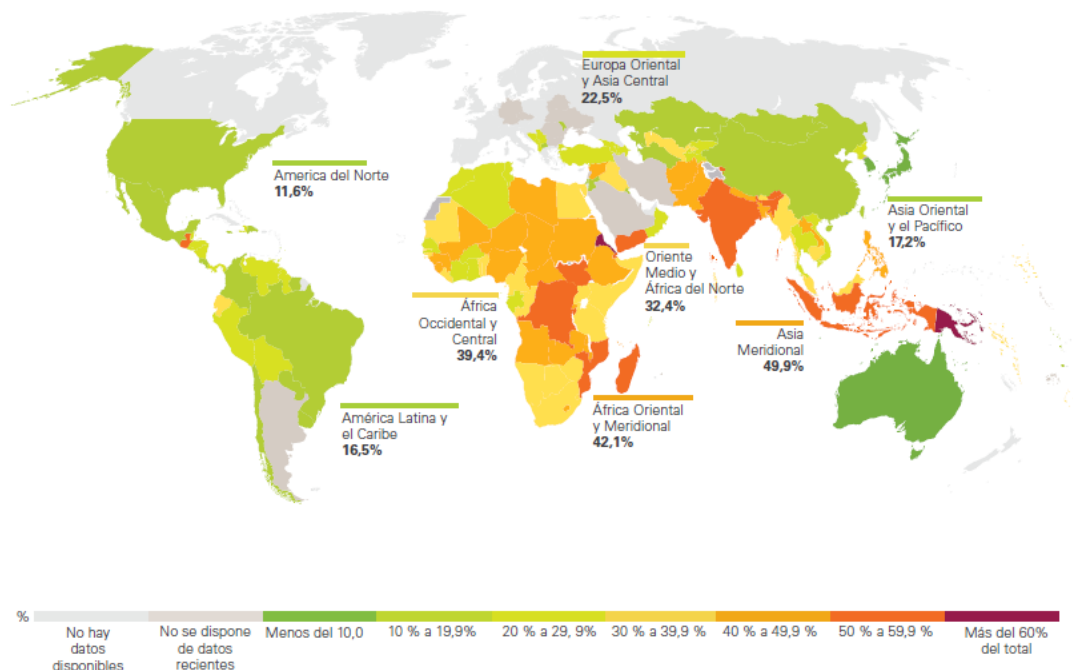 Europa Oriental
y Asia Central
22,5%
America del Norte
11,6%
Asia Oriental
y el Pacífico
17,2%
Oriente
Medio y
África del Norte
32,4%
África
Occidental y
Central
39,4%
Asia
Meridional
49,9%
África Oriental
y Meridional
42,1%
América Latina y
el Caribe
16,5%
%
No hay
datos
disponibles
No se dispone
de datos
recientes
Menos del 10,0
10 % a 19,9%
20 % a 29, 9%
30 % a 39,9 %
40 % a 49,9 %
50 % a 59,9 %
Más del 60%
del total